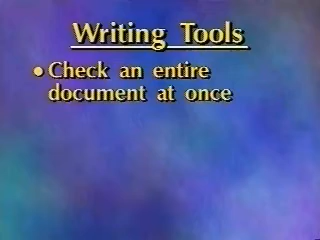 Writing Tools
• Check an entire
document at once